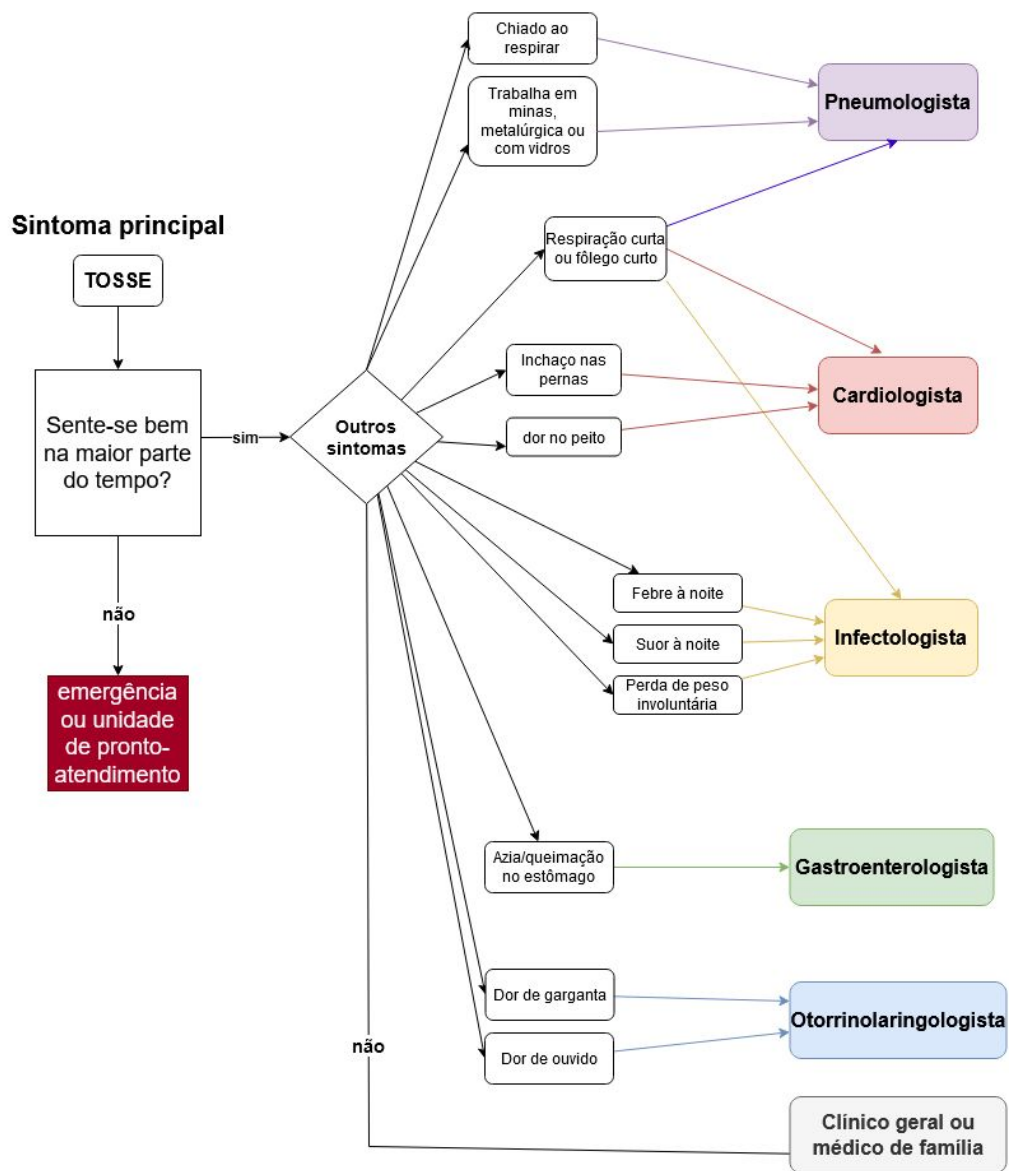 Sintoma principal
TOSSE
Sente-se bem
na maior parte
do tempo?
sim
não
emergência
ou unidade
de pronto-
atendimento
Outros
sintomas
não
Chiado ao
respirar
Trabalha em
minas,
metalúrgica ou
com vidros
Respiração curta
ou fôlego curto
Inchaço nas
pernas
dor no peito
Febre à noite
Suor à noite
Perda de peso
involuntária
Azia/queimação
no estômago
Dor de garganta
Dor de ouvido
Pneumologista
Cardiologista
Infectologista
Gastroenterologista
Otorrinolaringologista
Clínico geral ou
médico de família